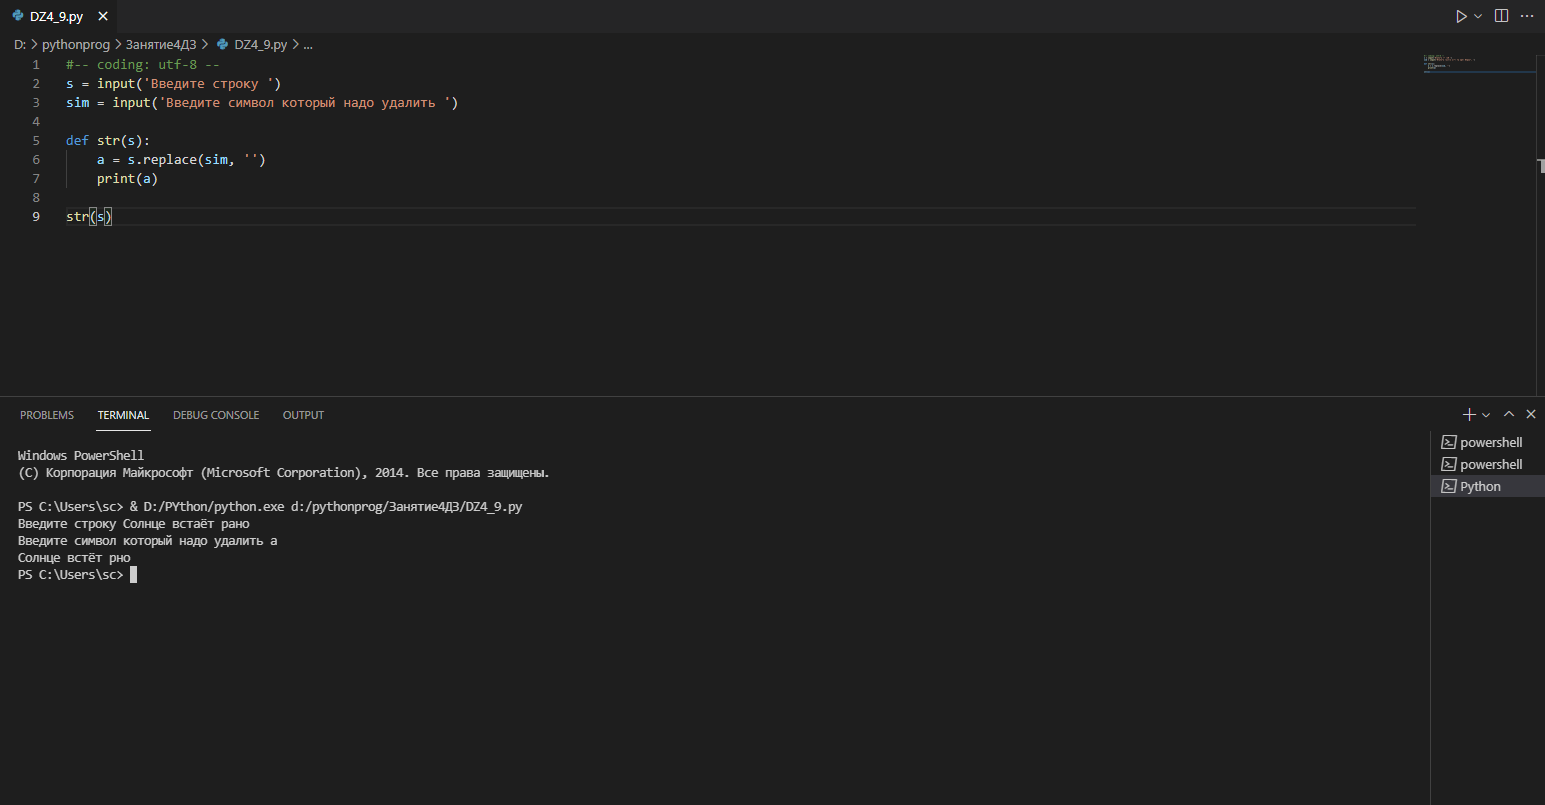 DZ4_9.py
D: > pythonprog > Занятие4ДЗ > DZ4_9.py > ...
1 #-- coding: utf-8 --
2 s = input('Введите строку ')
3 sim = input('Введите символ который надо удалить ')
4
5 def str(s):
6     a = s.replace(sim, '')
7     print(a)
8
9 str(s)
PROBLEMS TERMINAL DEBUG CONSOLE OUTPUT
Windows PowerShell
(C) Корпорация Майкрософт (Microsoft Corporation), 2014. Все права защищены.
PS C:\Users\sc> & D:/PYthon/python.exe d:/pythonprog/Занятие4ДЗ/DZ4_9.py
Введите строку Солнце встаёт рано
Введите символ который надо удалить а
Солнце встёт рно
PS C:\Users\sc>
powershell
powershell
Python